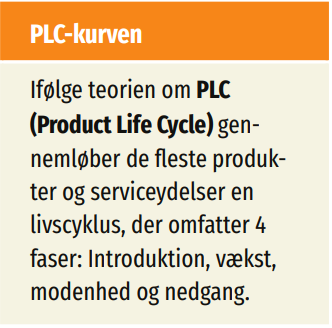 PLC-kurven
Ifølge teorien om PLC
(Product Life Cycle) gen-
nemløber de fleste produk-
ter og serviceydelser en
livscyklus, der omfatter 4
faser: Introduktion, vækst,
modenhed og nedgang.